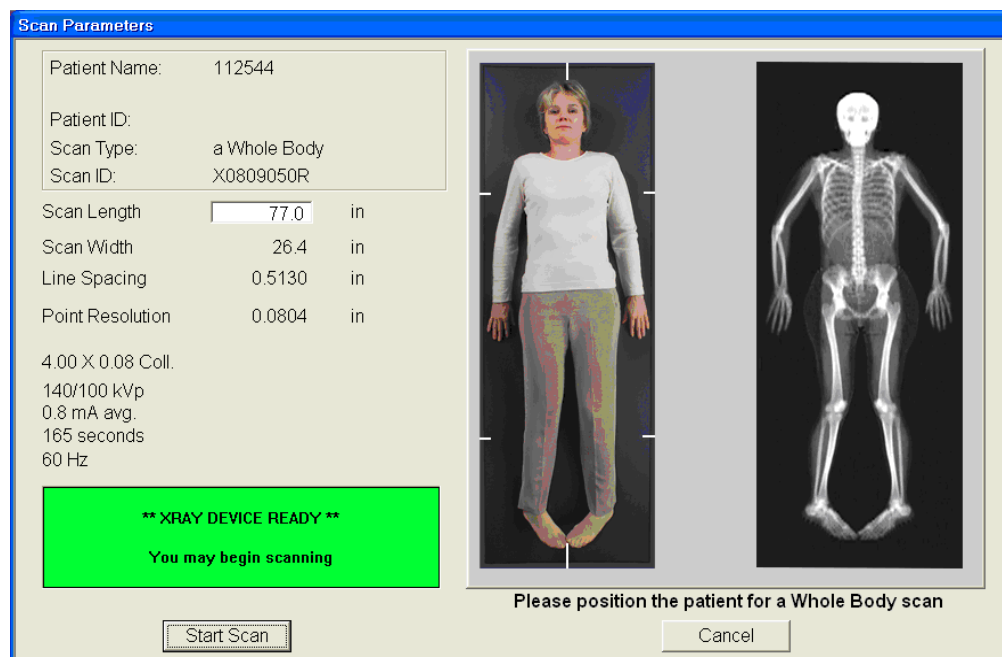 Scan Parameters
Patient Name: 112544
Patient ID:
Scan Type: a Whole Body
Scan ID: X0809050R
Scan Length 77.0 in
Scan Width 26.4 in
Line Spacing 0.5130 in
Point Resolution 0.0804 in
4.00 X 0.08 Coll.
140/100 kVp
0.8 mA avg.
165 seconds
60 Hz
** XRAY DEVICE READY **
You may begin scanning
Please position the patient for a Whole Body scan
Start Scan
Cancel